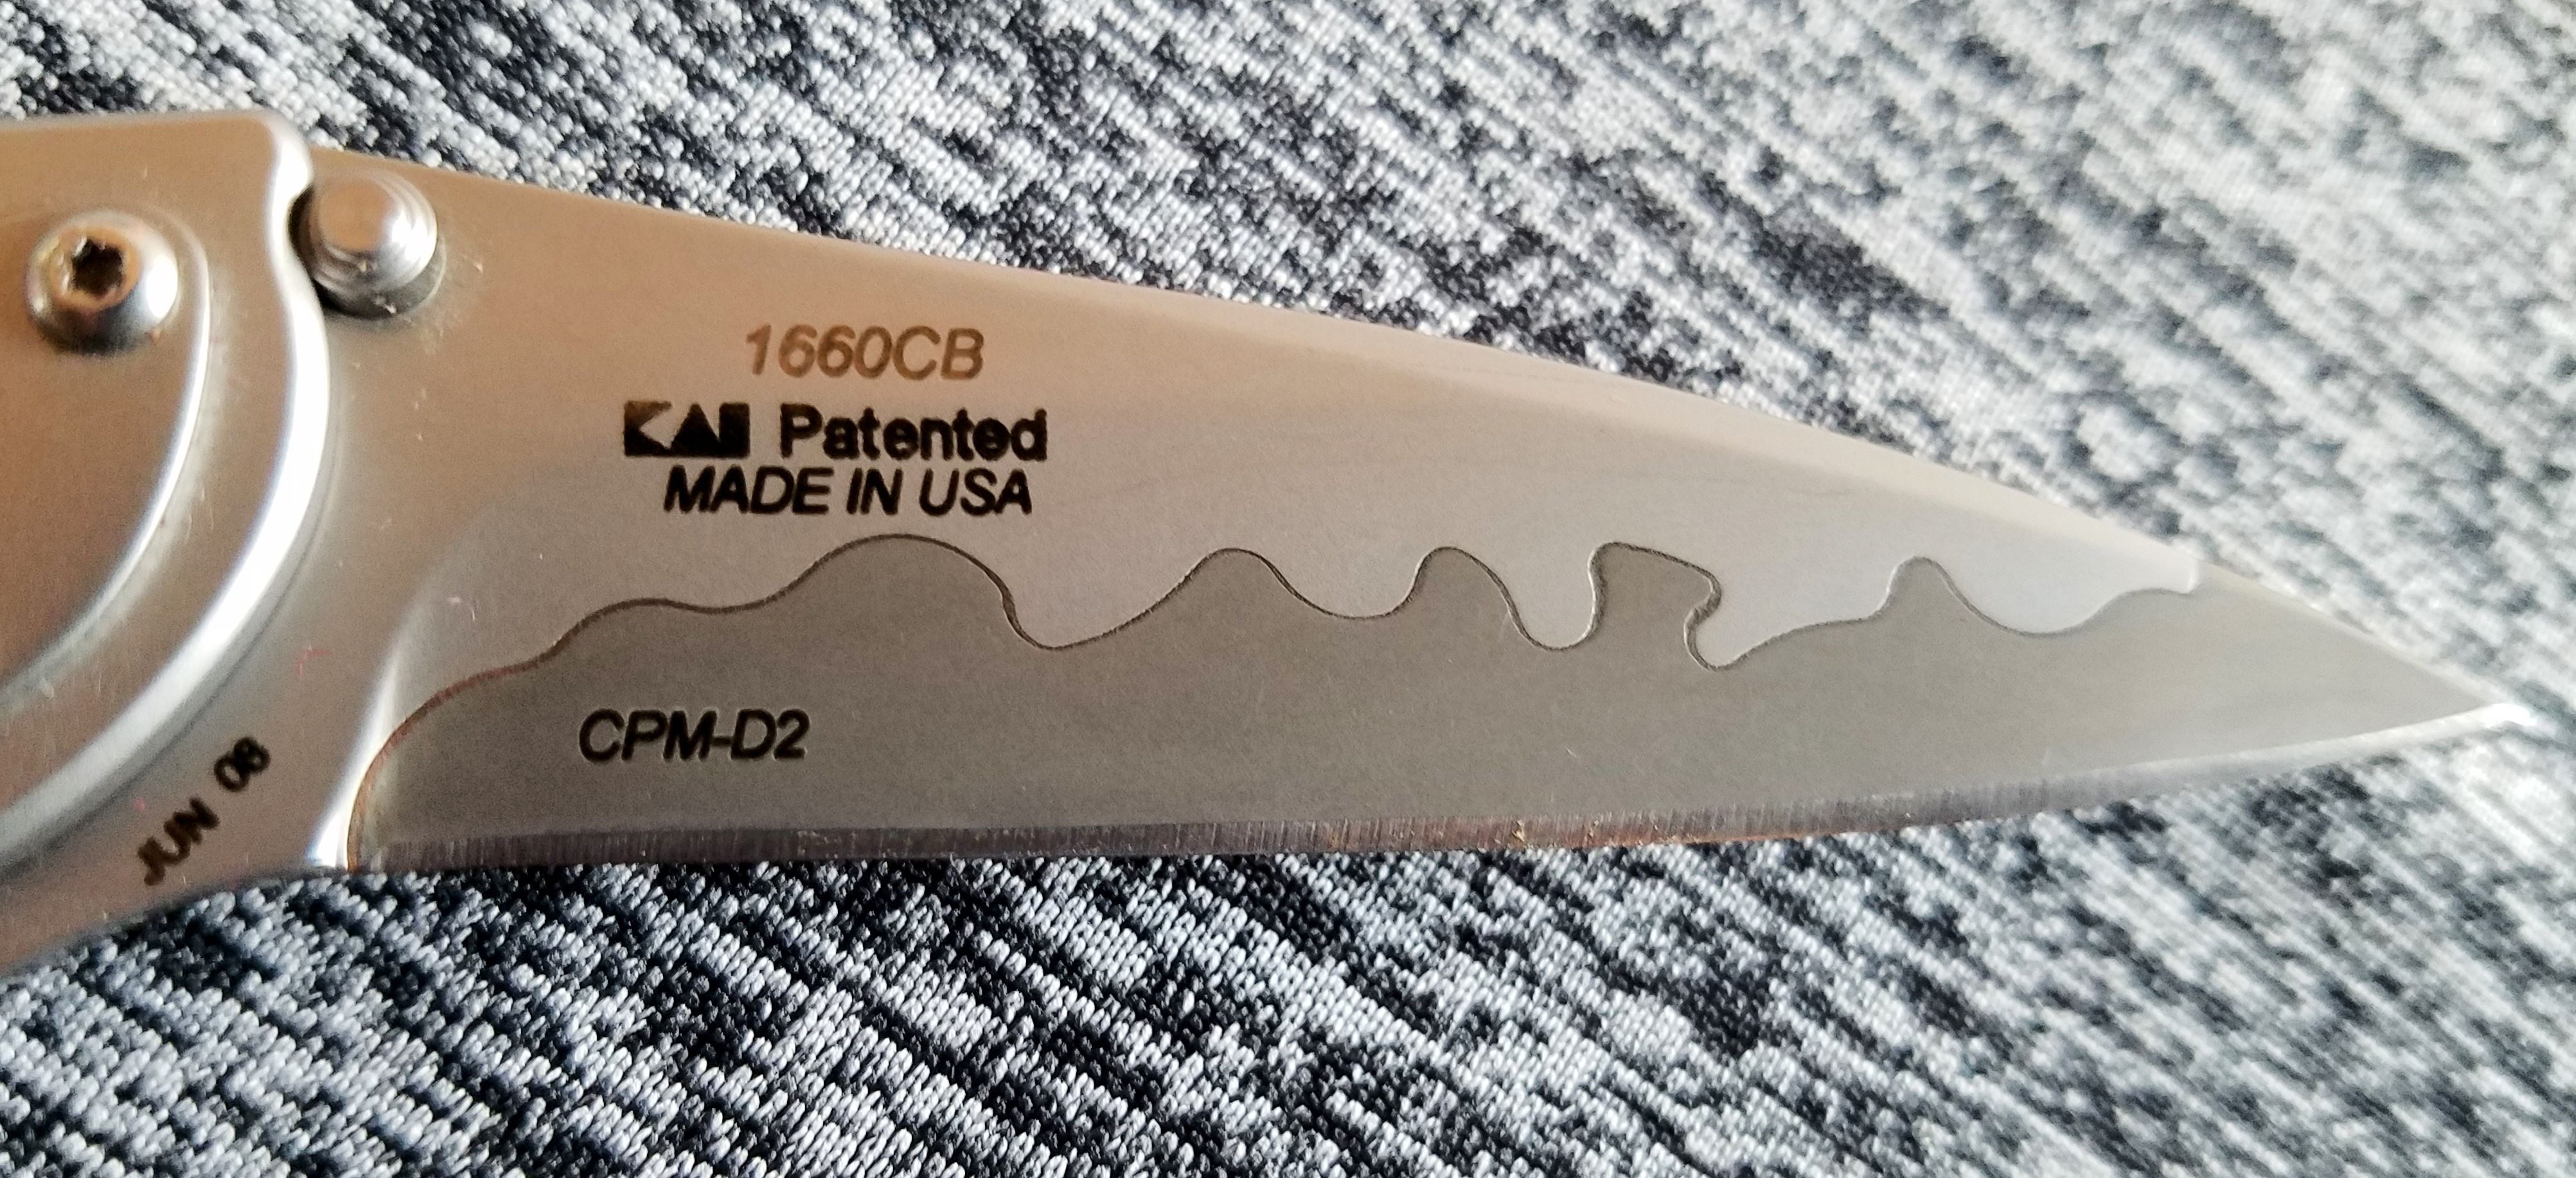 1660CB
KAI Patented
MADE IN USA
CPM-D2
JUN 08